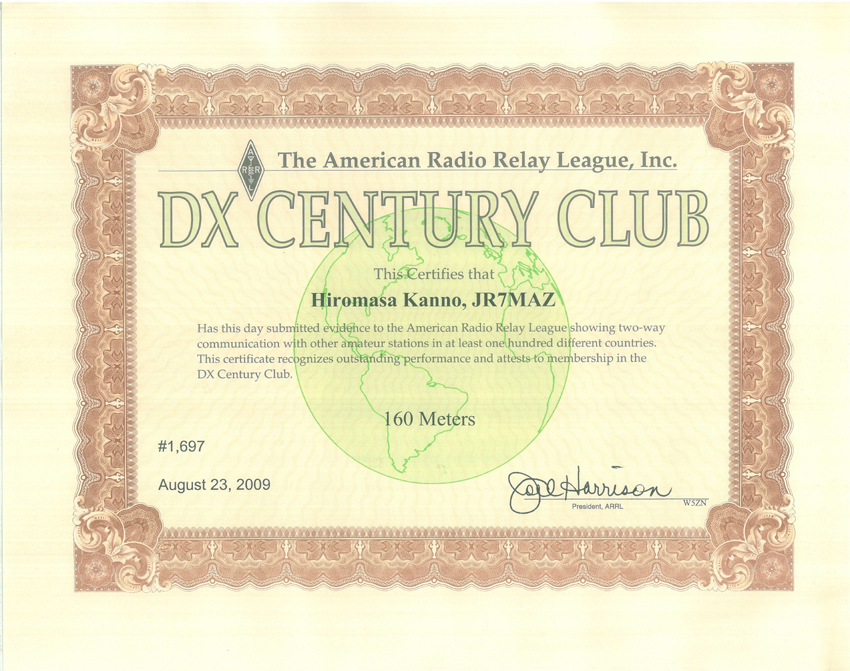 The American Radio Relay League, Inc.
ARRL
DX CENTURY CLUB
This Certifies that
Hiromasa Kanno, JR7MAZ
Has this day submitted evidence to the American Radio Relay League showing two-way
communication with other amateur stations in at least one hundred different countries.
This certificate recognizes outstanding performance and attests to membership in the
DX Century Club.
160 Meters
#1,697
August 23, 2009
Joel Harrison
W5ZN
President, ARRL